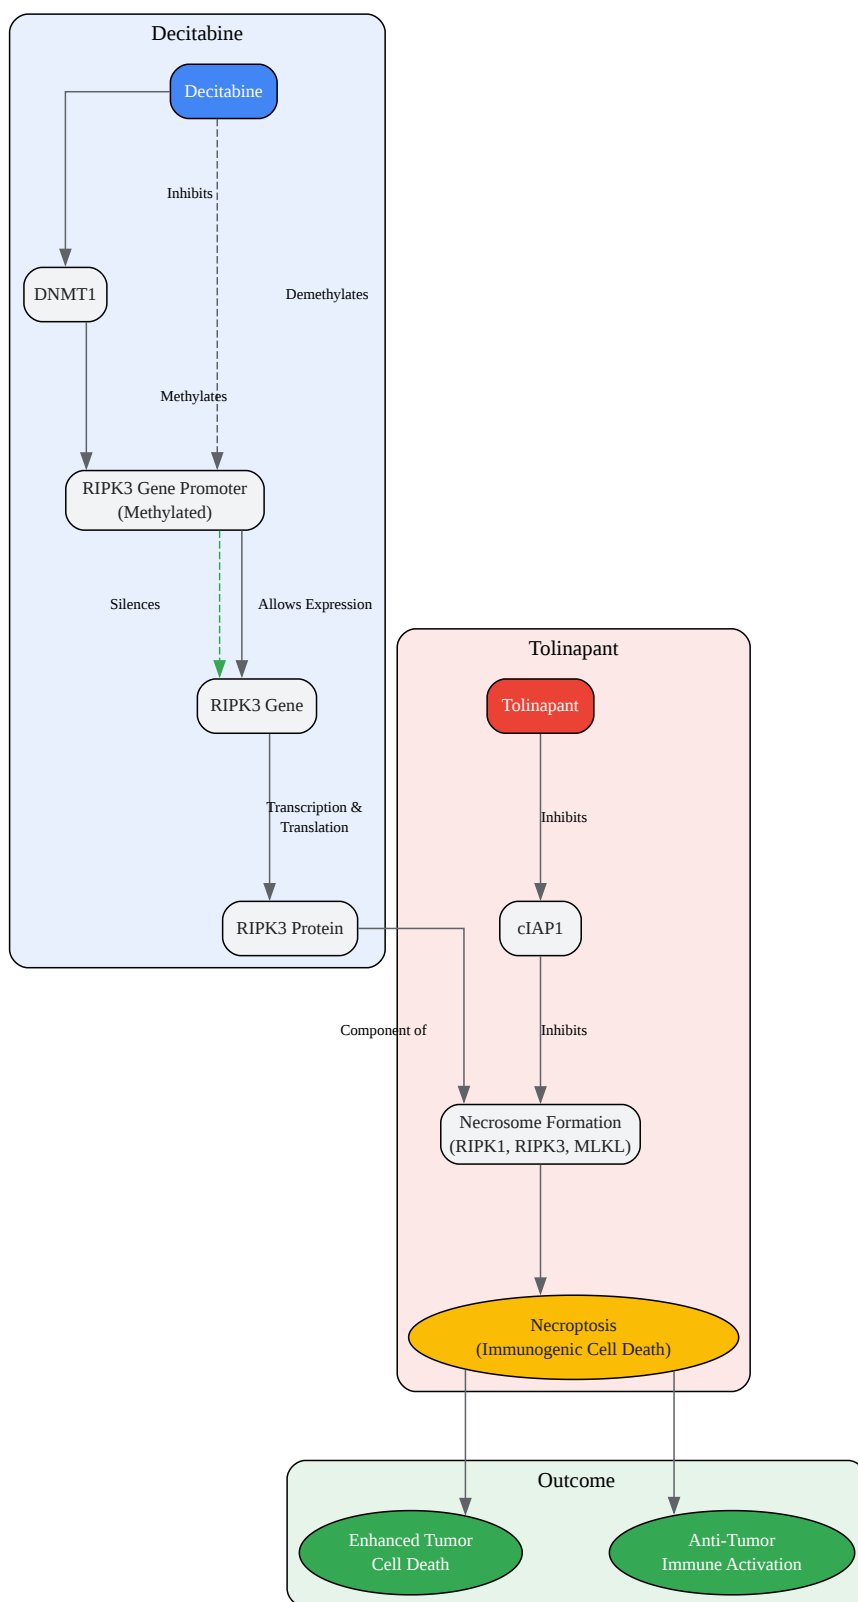 Decitabine
Decitabine
Inhibits
DNMT1
Demethylates
Methylates
RIPK3 Gene Promoter
(Methylated)
Silences
Allows Expression
RIPK3 Gene
Transcription &
Translation
RIPK3 Protein
Tolinapant
Tolinapant
Inhibits
cIAP1
Component of
Inhibits
Necrosome Formation
(RIPK1, RIPK3, MLKL)
Necroptosis
(Immunogenic Cell Death)
Outcome
Enhanced Tumor
Cell Death
Anti-Tumor
Immune Activation